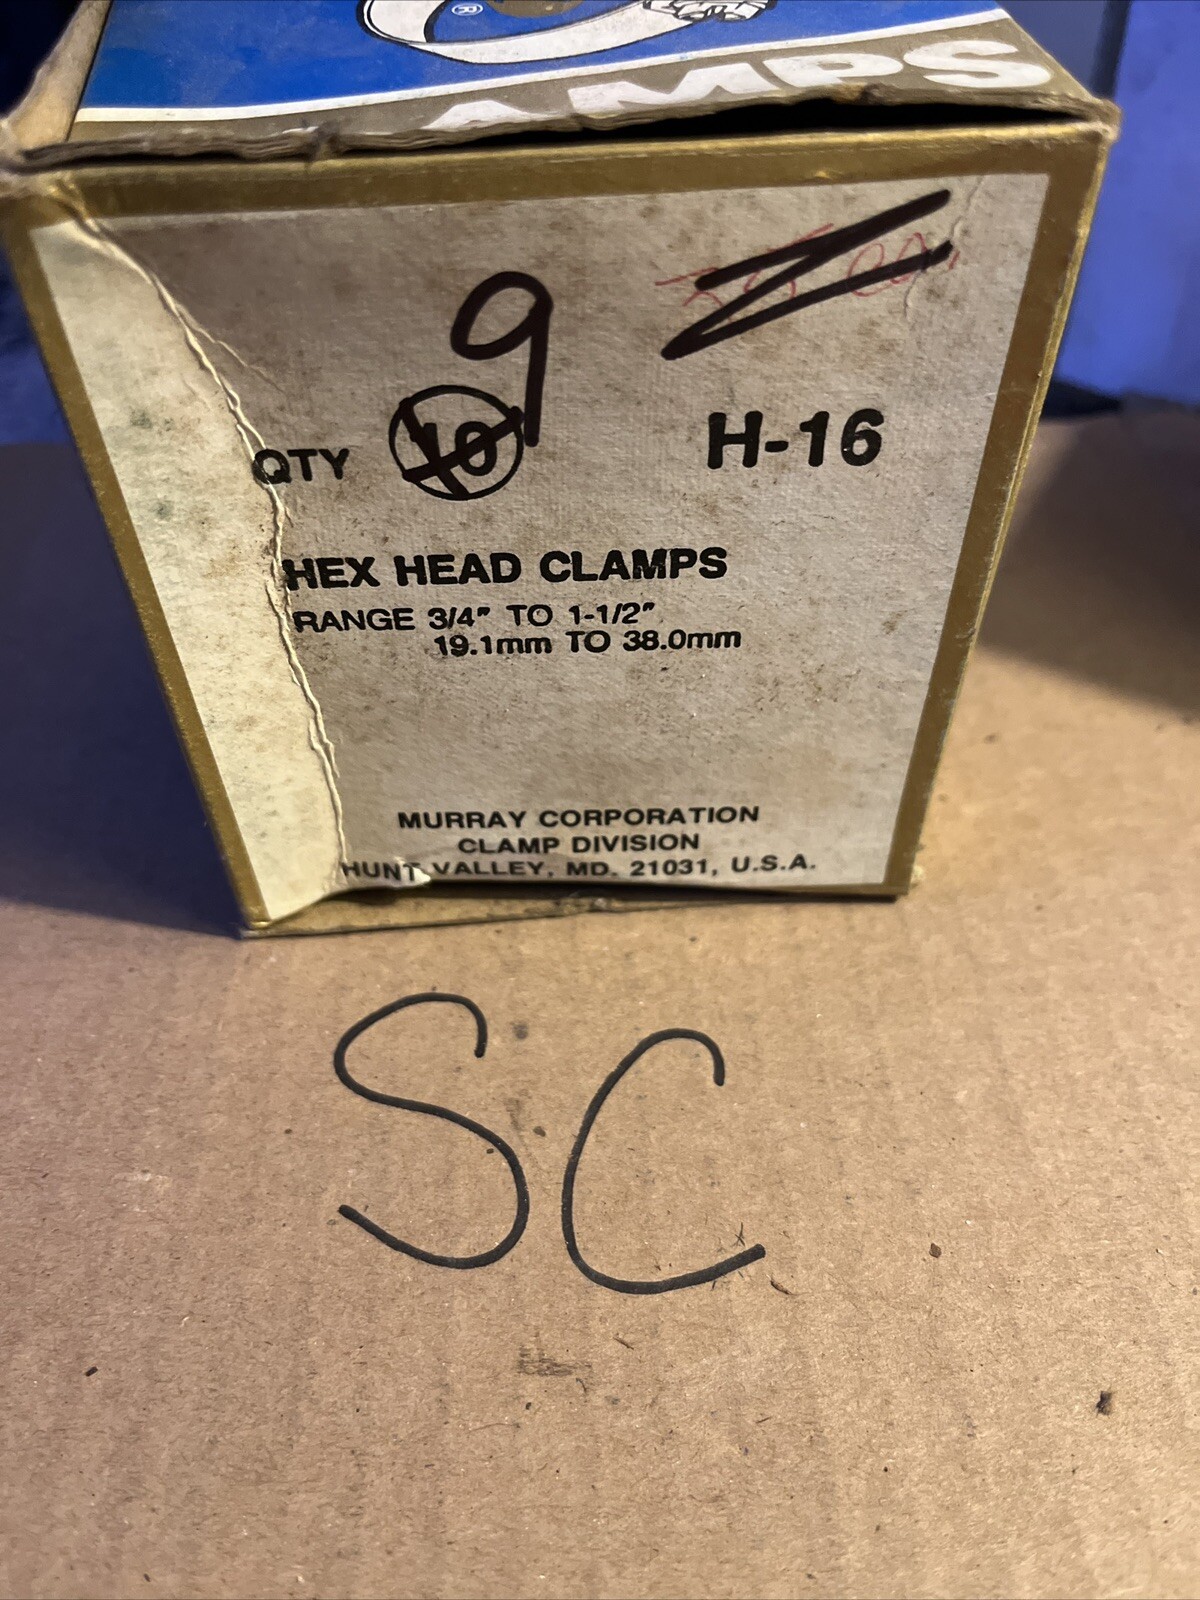 ®
AMPS
9
QTY 10 H-16
HEX HEAD CLAMPS
RANGE 3/4" TO 1-1/2"
19.1mm TO 38.0mm
MURRAY CORPORATION
CLAMP DIVISION
HUNT VALLEY, MD. 21031, U.S.A.
SC